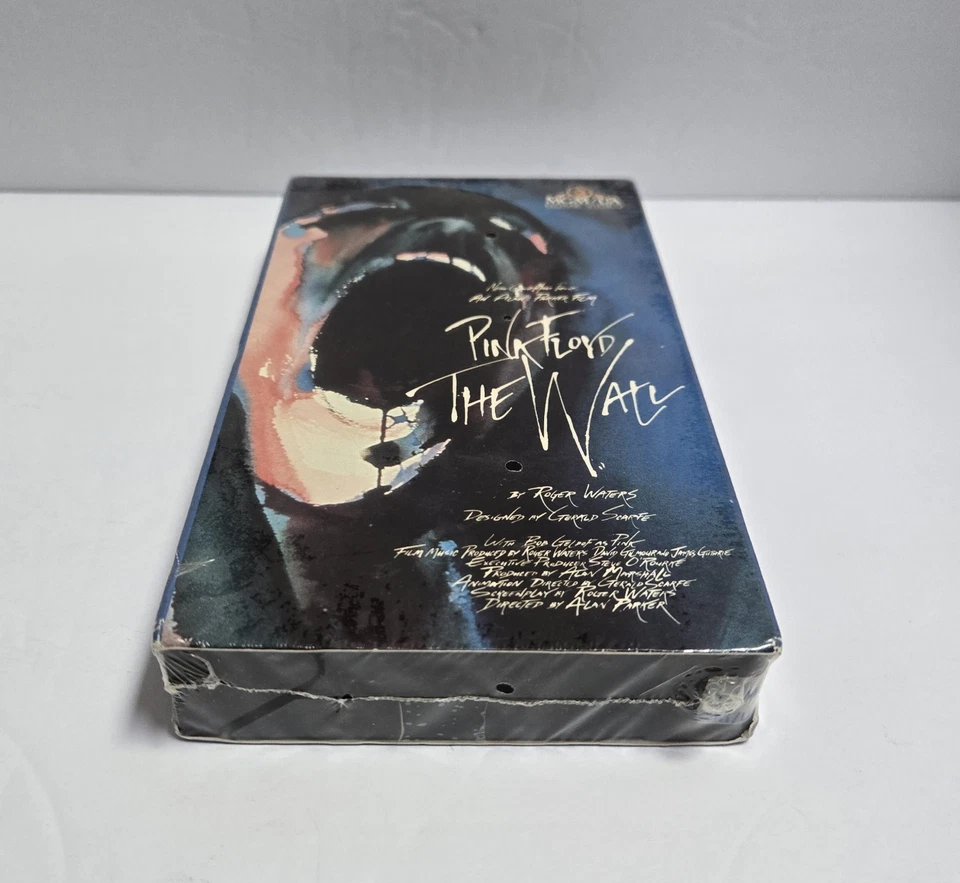 MGM/UA
AN ALAN PARKER FILM
PINK FLOYD
THE WALL
BY ROGER WATERS
DESIGNED BY GERALD SCARFE
WITH BOB GELDOF AS PINK
FILM MUSIC PRODUCED BY ROGER WATERS DAVID GILMOUR AND JAMES GUTHRIE
EXECUTIVE PRODUCER STEVE O'ROURKE
PRODUCED BY ALAN MARSHALL
ANIMATION DIRECTED BY GERALD SCARFE
SCREENPLAY BY ROGER WATERS
DIRECTED BY ALAN PARKER